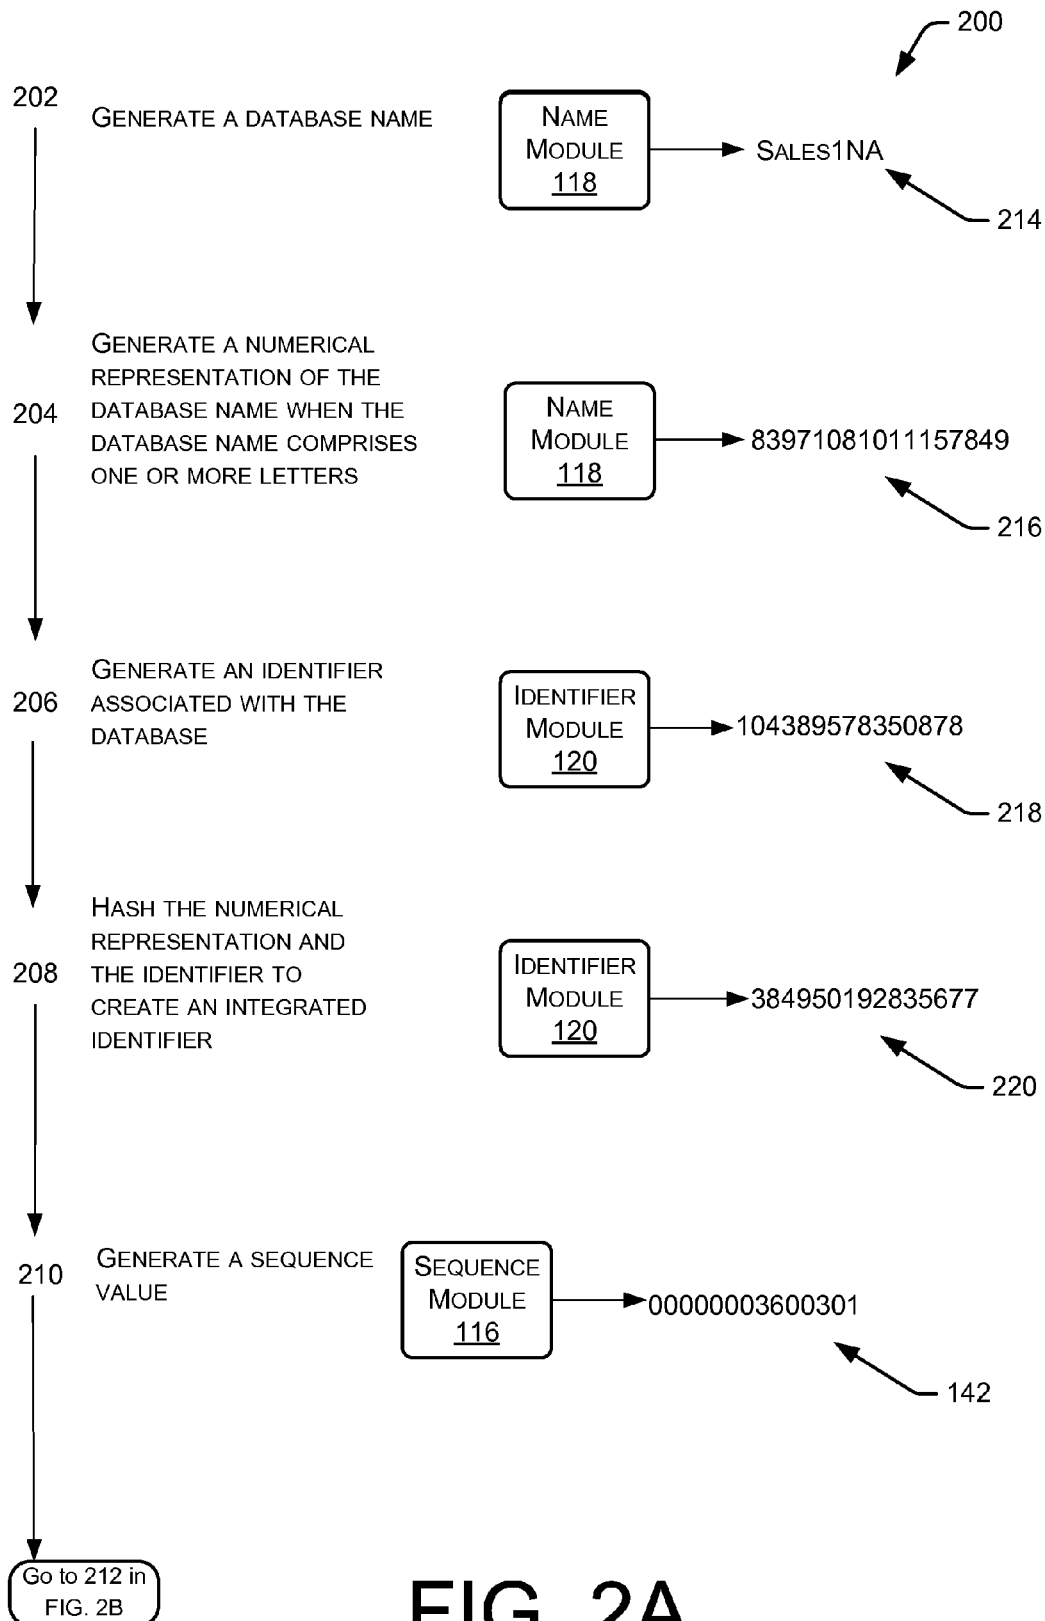 200
202
GENERATE A DATABASE NAME
NAME
MODULE
118
SALES1NA
214
204
GENERATE A NUMERICAL
REPRESENTATION OF THE
DATABASE NAME WHEN THE
DATABASE NAME COMPRISES
ONE OR MORE LETTERS
NAME
MODULE
118
83971081011157849
216
206
GENERATE AN IDENTIFIER
ASSOCIATED WITH THE
DATABASE
IDENTIFIER
MODULE
120
104389578350878
218
208
HASH THE NUMERICAL
REPRESENTATION AND
THE IDENTIFIER TO
CREATE AN INTEGRATED
IDENTIFIER
IDENTIFIER
MODULE
120
384950192835677
220
210
GENERATE A SEQUENCE
VALUE
SEQUENCE
MODULE
116
00000003600301
142
Go to 212 in
FIG. 2B
FIG. 2A